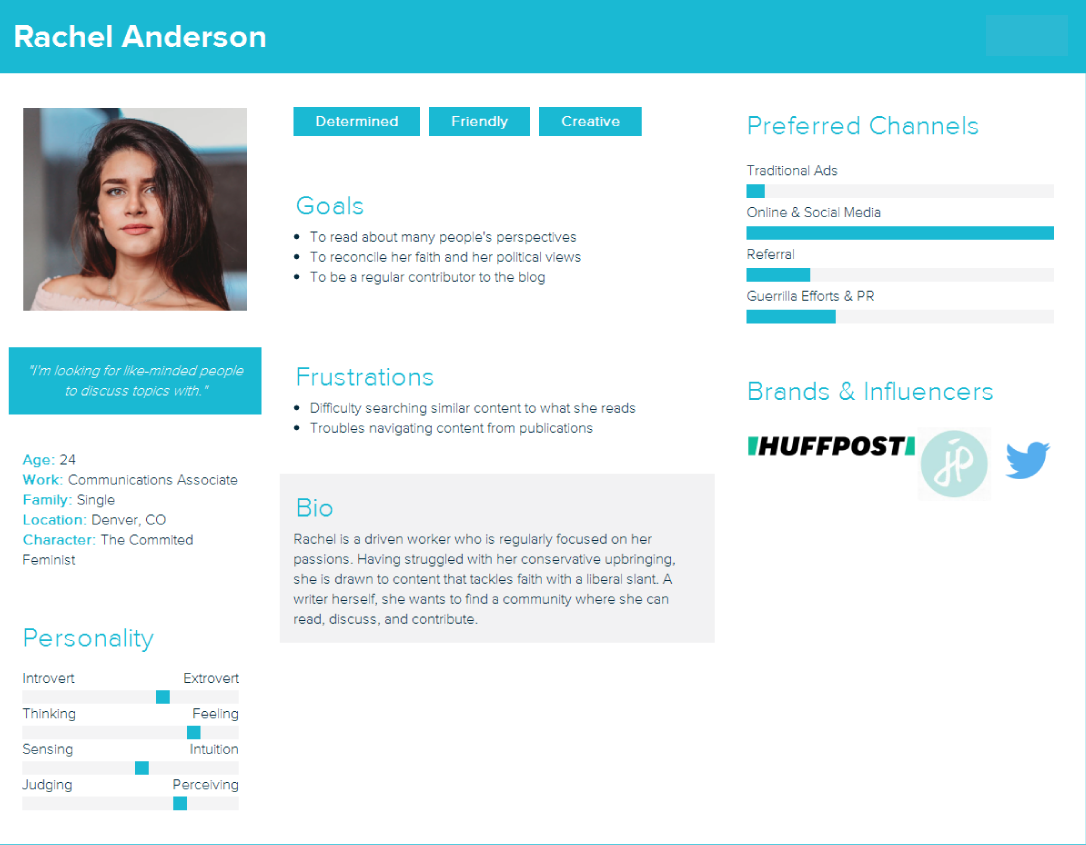 Rachel Anderson
"I'm looking for like-minded people
to discuss topics with."
Age: 24
Work: Communications Associate
Family: Single
Location: Denver, CO
Character: The Commited
Feminist
Personality
Introvert Extrovert
Thinking Feeling
Sensing Intuition
Judging Perceiving
Determined Friendly Creative
Goals
To read about many people's perspectives
To reconcile her faith and her political views
To be a regular contributor to the blog
Frustrations
Difficulty searching similar content to what she reads
Troubles navigating content from publications
Bio
Rachel is a driven worker who is regularly focused on her
passions. Having struggled with her conservative upbringing,
she is drawn to content that tackles faith with a liberal slant. A
writer herself, she wants to find a community where she can
read, discuss, and contribute.
Preferred Channels
Traditional Ads
Online & Social Media
Referral
Guerrilla Efforts & PR
Brands & Influencers
HUFFPOST
jp